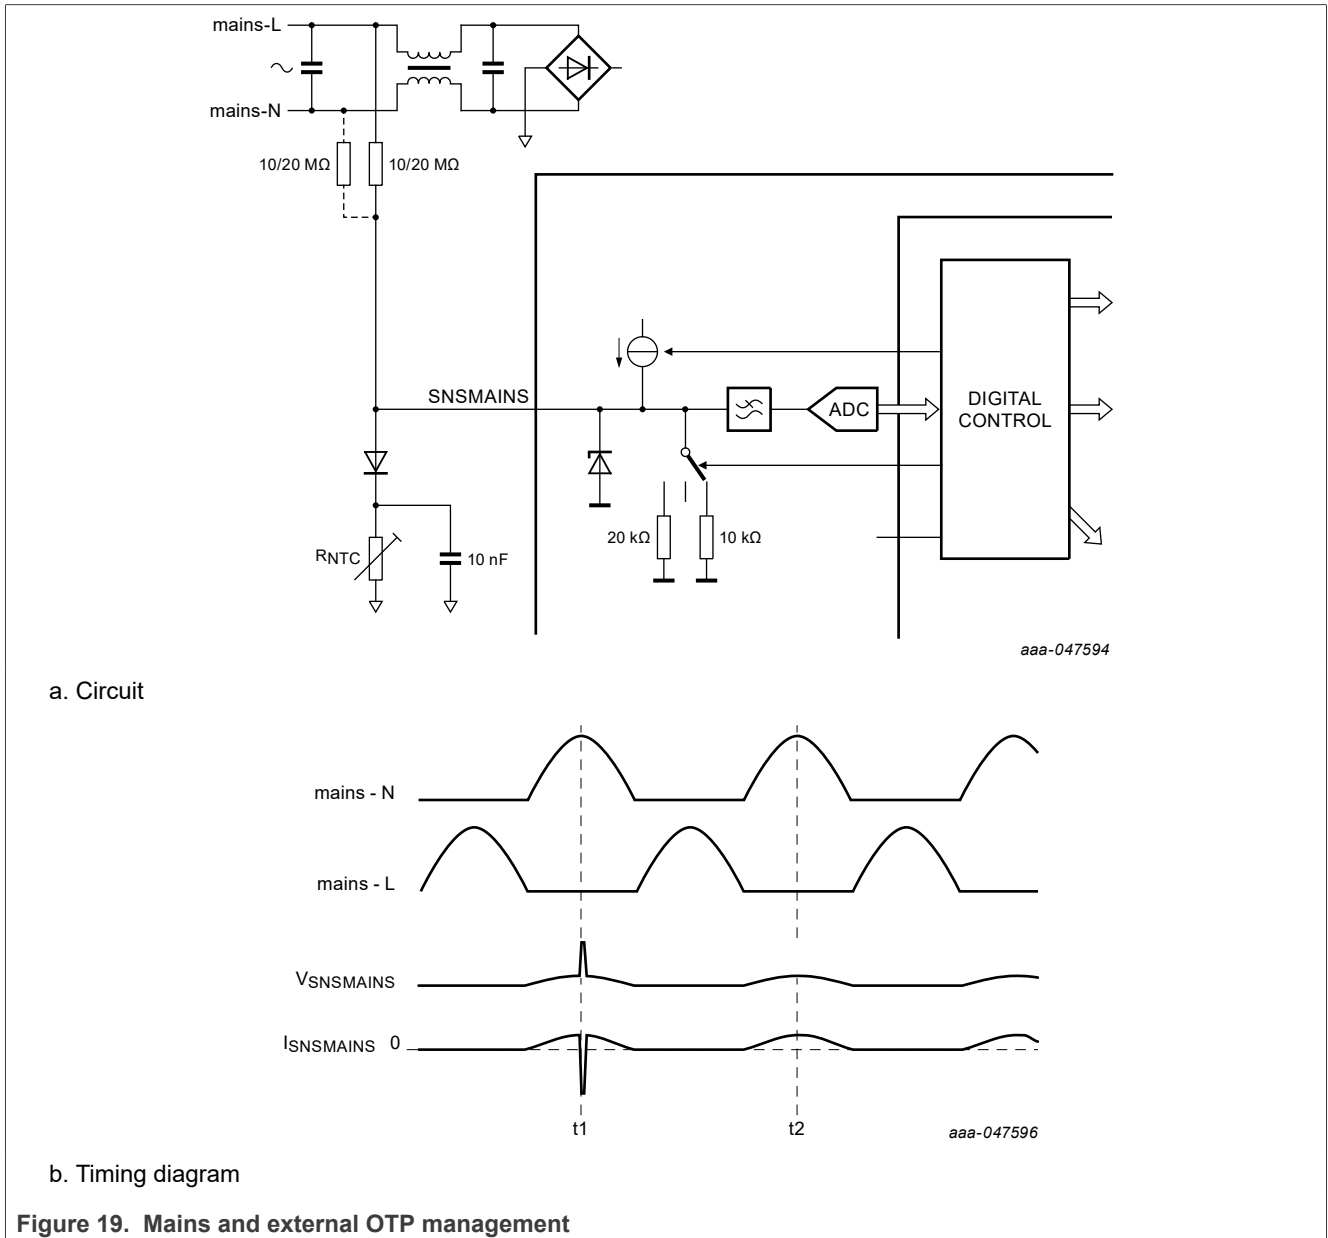 mains-L
mains-N
10/20 MΩ
10/20 MΩ
SNSMAINS
ADC
DIGITAL
CONTROL
20 kΩ
10 kΩ
RNTC
10 nF
aaa-047594
a. Circuit
mains - N
mains - L
VSNSMAINS
ISNSMAINS 0
t1
t2
aaa-047596
b. Timing diagram
Figure 19. Mains and external OTP management